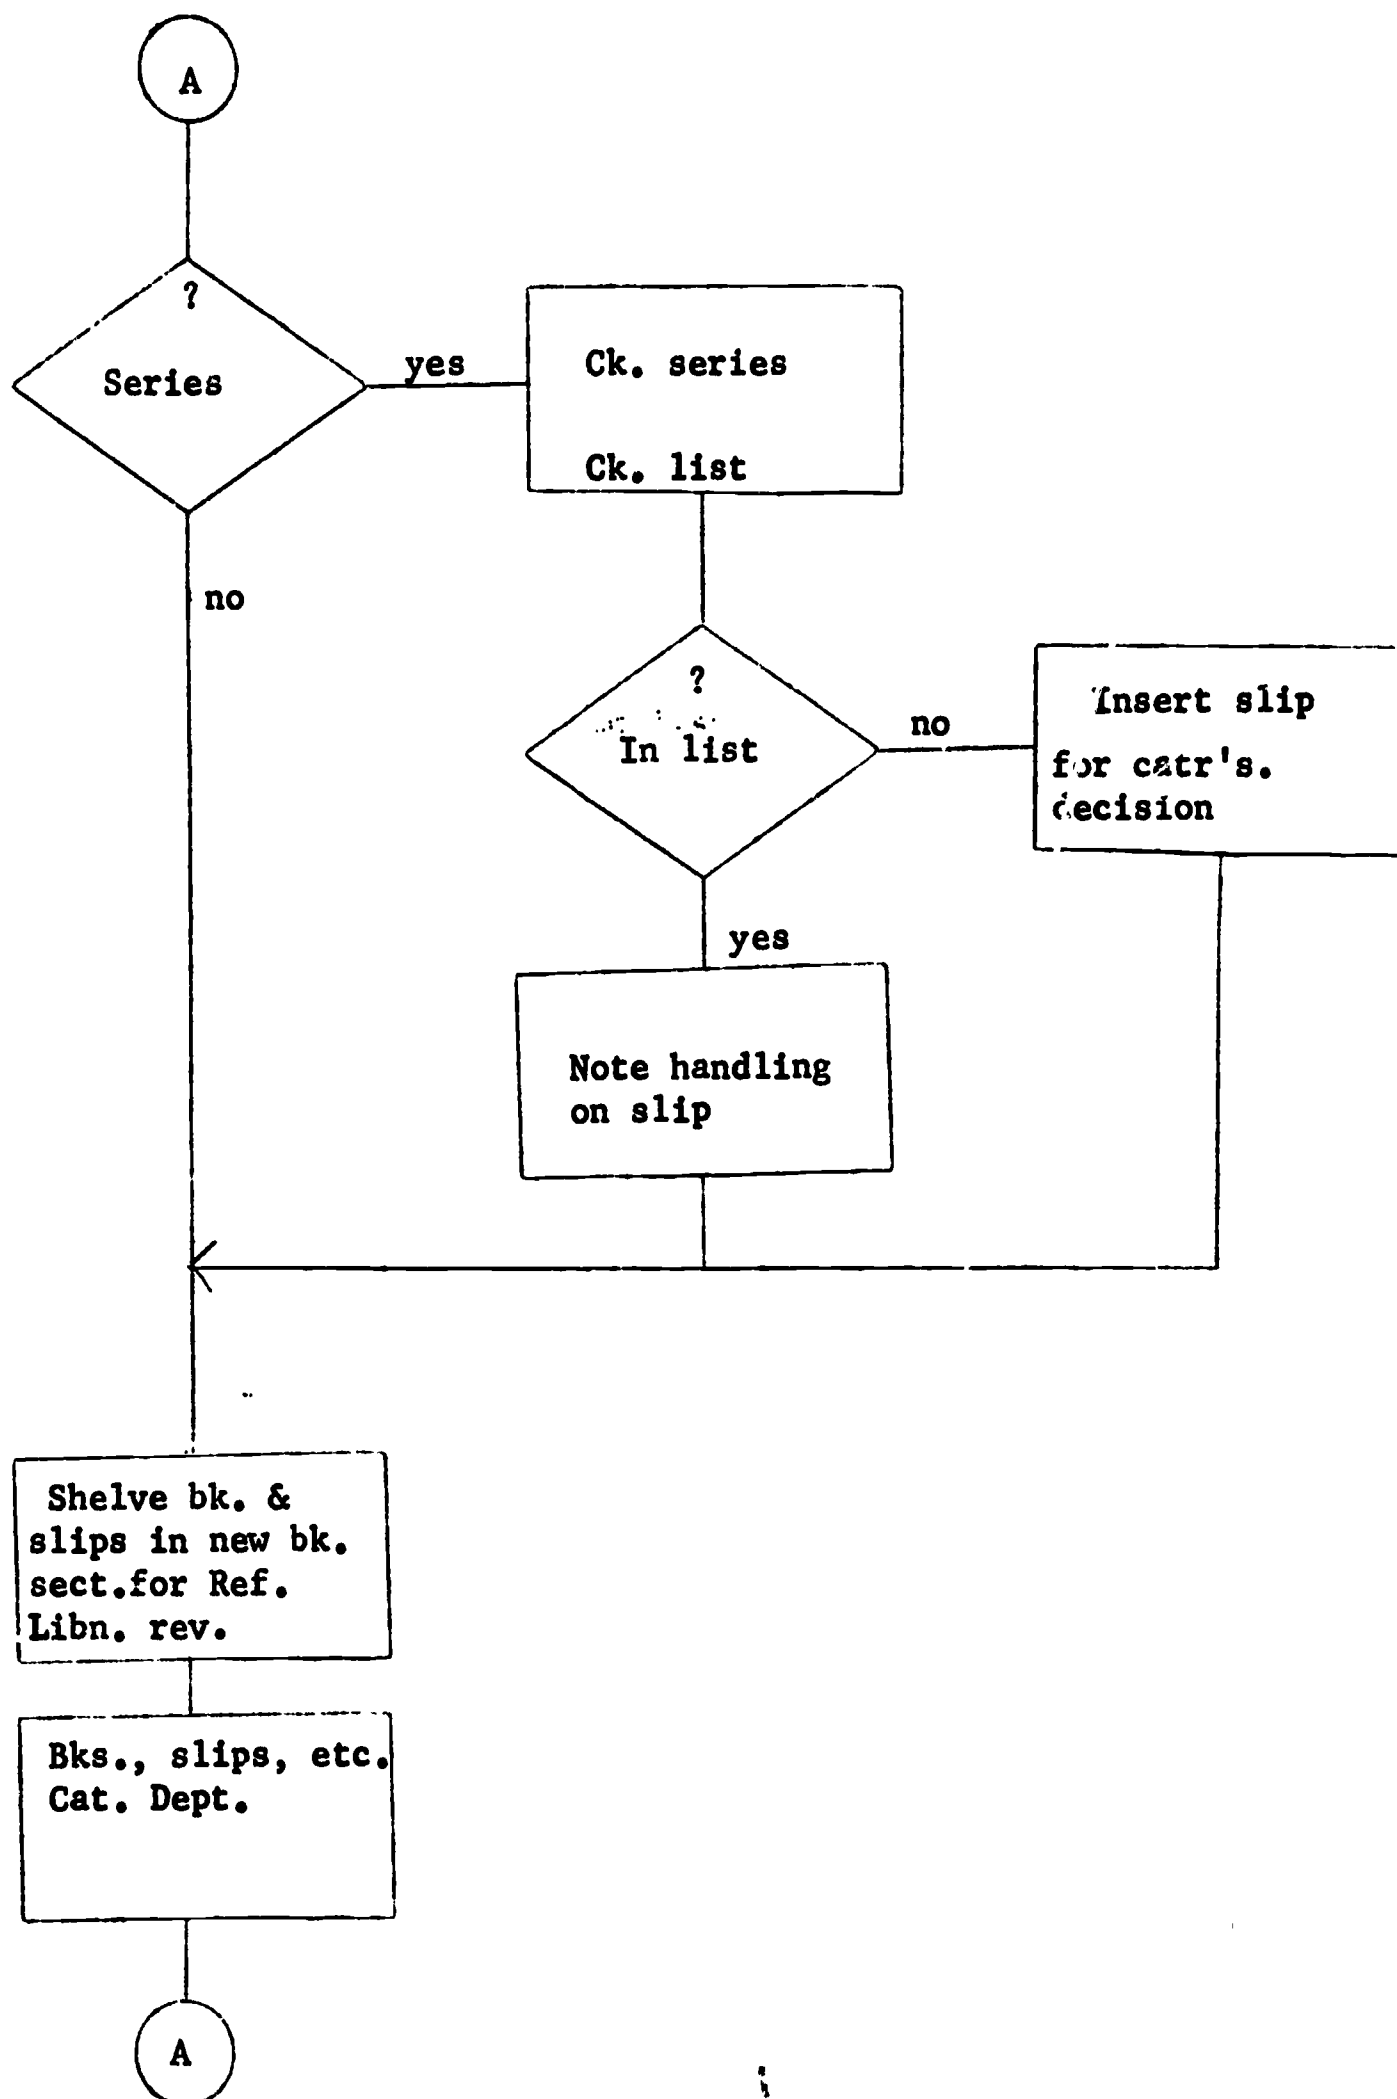 A
?
Series
yes
Ck. series
Ck. list
no
?
In list
no
Insert slip
for catr's.
decision
yes
Note handling
on slip
Shelve bk. &
slips in new bk.
sect.for Ref.
Libn. rev.
Bks., slips, etc.
Cat. Dept.
A